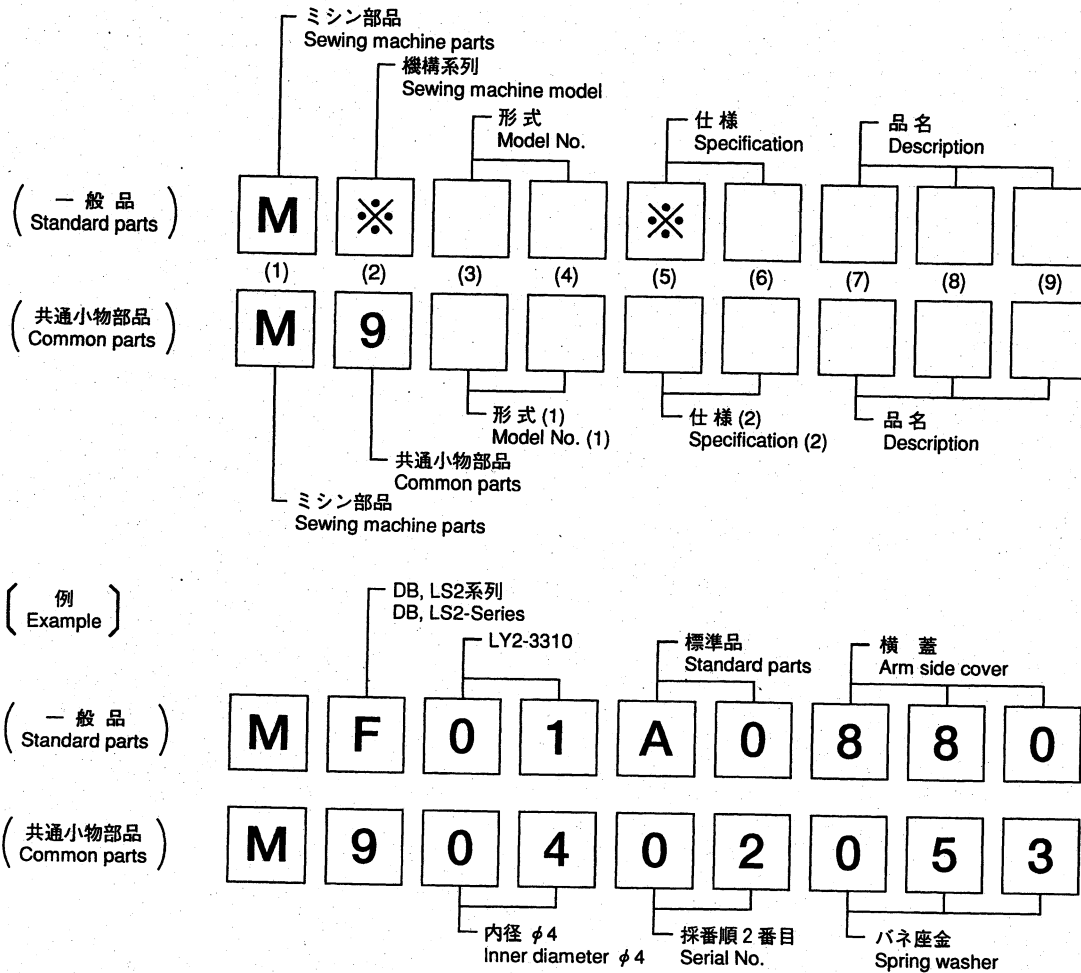 ミシン部品
Sewing machine parts
機構系列
Sewing machine model
形式
Model No.
仕様
Specification
品名
Description
(一般品
Standard parts)
M ※ ※
(1) (2) (3) (4) (5) (6) (7) (8) (9)
(共通小物部品
Common parts)
M 9
形式 (1)
Model No. (1)
仕様 (2)
Specification (2)
品名
Description
共通小物部品
Common parts
ミシン部品
Sewing machine parts
〔例
Example〕
DB, LS2系列
DB, LS2-Series
LY2-3310
標準品
Standard parts
横 蓋
Arm side cover
(一般品
Standard parts)
M F 0 1 A 0 8 8 0
(共通小物部品
Common parts)
M 9 0 4 0 2 0 5 3
内径 φ4
Inner diameter φ4
採番順2番目
Serial No.
バネ座金
Spring washer